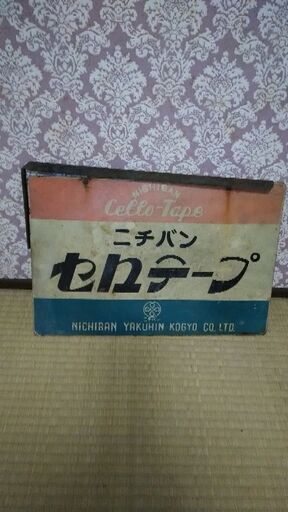 NICHIBAN
Cello-Tape
ニチバン
セロテープ
NICHIBAN YAKUHIN KOGYO CO. LTD.